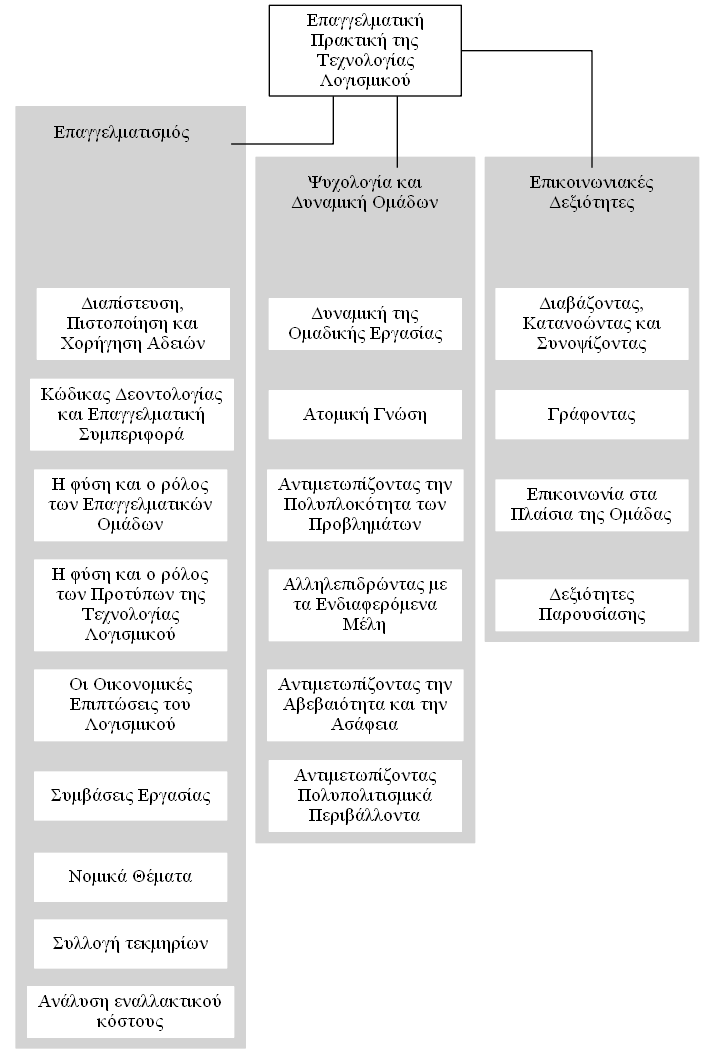 Επαγγελματική
Πρακτική της
Τεχνολογίας
Λογισμικού
Επαγγελματισμός
Διαπίστευση,
Πιστοποίηση και
Χορήγηση Αδειών
Κώδικας Δεοντολογίας
και Επαγγελματική
Συμπεριφορά
Η φύση και ο ρόλος
των Επαγγελματικών
Ομάδων
Η φύση και ο ρόλος
των Προτύπων της
Τεχνολογίας
Λογισμικού
Οι Οικονομικές
Επιπτώσεις του
Λογισμικού
Συμβάσεις Εργασίας
Νομικά Θέματα
Συλλογή τεκμηρίων
Ανάλυση εναλλακτικού
κόστους
Ψυχολογία και
Δυναμική Ομάδων
Δυναμική της
Ομαδικής Εργασίας
Ατομική Γνώση
Αντιμετωπίζοντας την
Πολυπλοκότητα των
Προβλημάτων
Αλληλεπιδρώντας με
τα Ενδιαφερόμενα
Μέλη
Αντιμετωπίζοντας την
Αβεβαιότητα και την
Ασάφεια
Αντιμετωπίζοντας
Πολυπολιτισμικά
Περιβάλλοντα
Επικοινωνιακές
Δεξιότητες
Διαβάζοντας,
Κατανοώντας και
Συνοψίζοντας
Γράφοντας
Επικοινωνία στα
Πλαίσια της Ομάδας
Δεξιότητες
Παρουσίασης